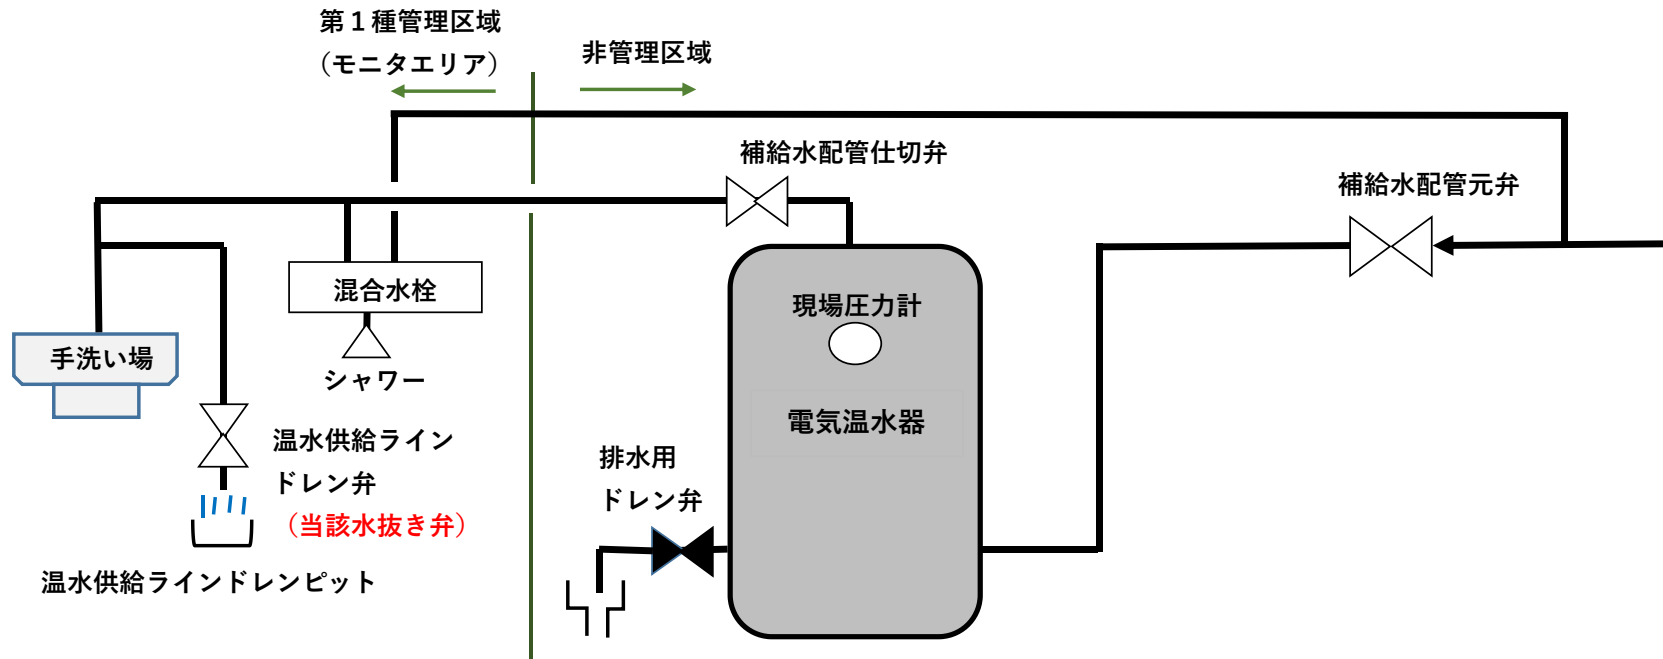 第１種管理区域
（モニタエリア）
非管理区域
補給水配管仕切弁
補給水配管元弁
混合水栓
現場圧力計
手洗い場
シャワー
電気温水器
温水供給ライン
ドレン弁
（当該水抜き弁）
排水用
ドレン弁
温水供給ラインドレンピット